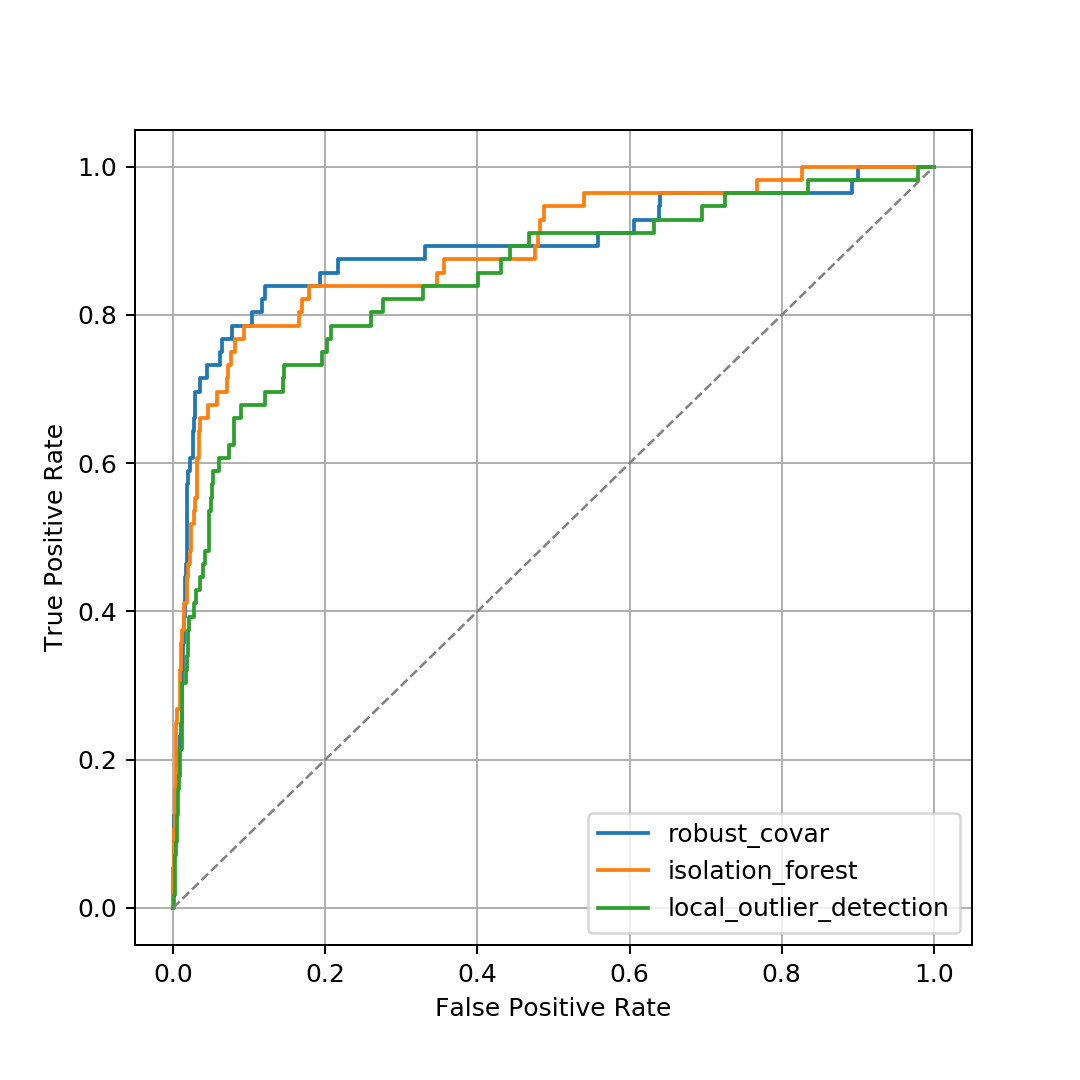 1.0
0.8
0.6
0.4
0.2
0.0
True Positive Rate
robust_covar
isolation_forest
local_outlier_detection
0.0 0.2 0.4 0.6 0.8 1.0
False Positive Rate